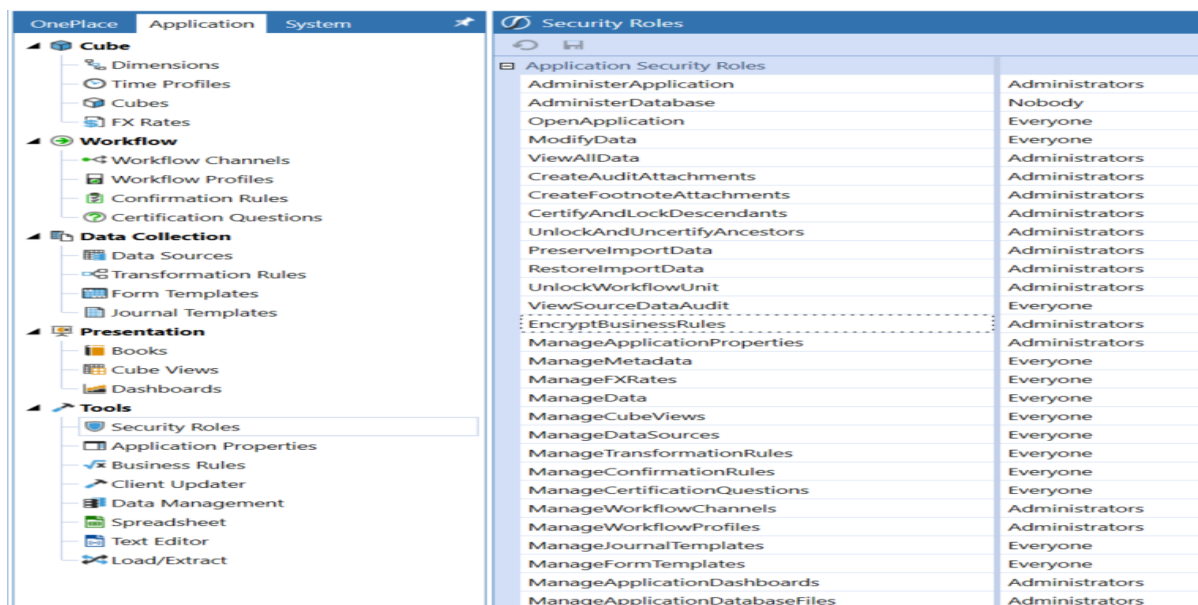 OnePlace Application System
Cube
Dimensions
Time Profiles
Cubes
FX Rates
Workflow
Workflow Channels
Workflow Profiles
Confirmation Rules
Certification Questions
Data Collection
Data Sources
Transformation Rules
Form Templates
Journal Templates
Presentation
Books
Cube Views
Dashboards
Tools
Security Roles
Application Properties
Business Rules
Client Updater
Data Management
Spreadsheet
Text Editor
Load/Extract
Security Roles
Application Security Roles
AdministerApplication Administrators
AdministerDatabase Nobody
OpenApplication Everyone
ModifyData Everyone
ViewAllData Administrators
CreateAuditAttachments Administrators
CreateFootnoteAttachments Administrators
CertifyAndLockDescendants Administrators
UnlockAndUncertifyAncestors Administrators
PreserveImportData Administrators
RestoreImportData Administrators
UnlockWorkflowUnit Administrators
ViewSourceDataAudit Everyone
EncryptBusinessRules Administrators
ManageApplicationProperties Administrators
ManageMetadata Everyone
ManageFXRates Everyone
ManageData Everyone
ManageCubeViews Everyone
ManageDataSources Everyone
ManageTransformationRules Everyone
ManageConfirmationRules Everyone
ManageCertificationQuestions Everyone
ManageWorkflowChannels Administrators
ManageWorkflowProfiles Administrators
ManageJournalTemplates Everyone
ManageFormTemplates Everyone
ManageApplicationDashboards Administrators
ManageApplicationDatabaseFiles Administrators